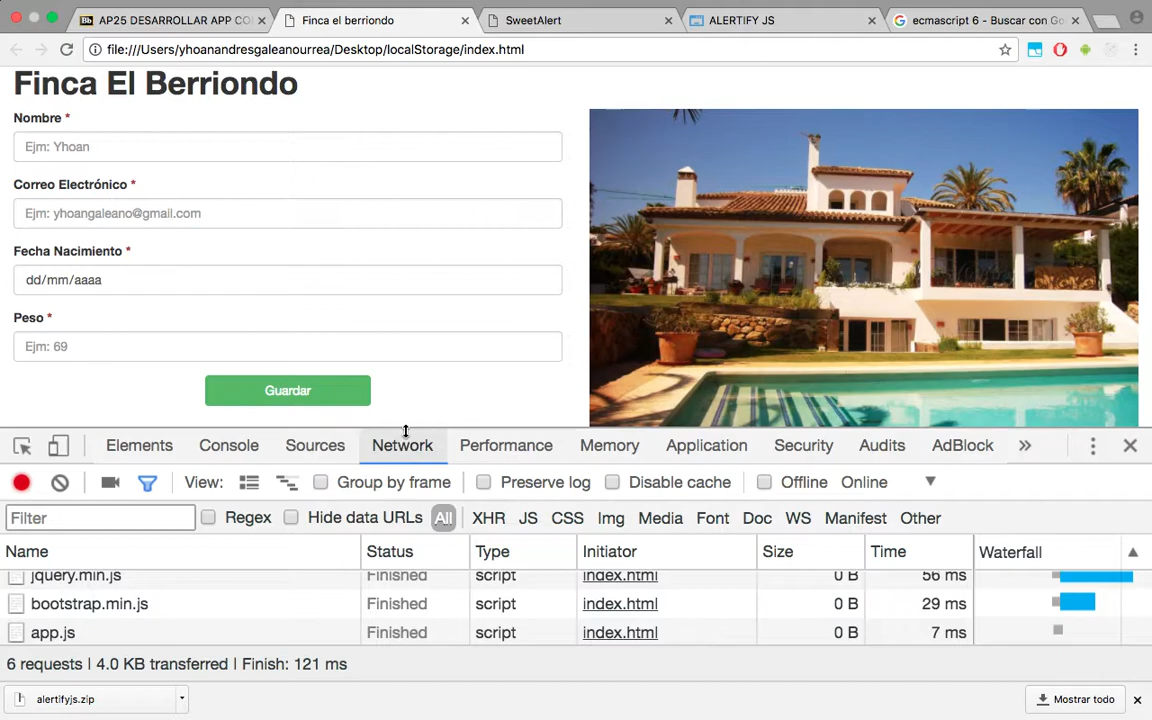 AP25 DESARROLLAR APP CO
Finca el berriondo
SweetAlert
ALERTIFY JS
ecmascript 6 - Buscar con Go
file:///Users/yhoanandresgaleanourrea/Desktop/localStorage/index.html
Finca El Berriondo
Nombre *
Ejm: Yhoan
Correo Electrónico *
Ejm: yhoangaleano@gmail.com
Fecha Nacimiento *
dd/mm/aaaa
Peso *
Ejm: 69
Guardar
Elements Console Sources Network Performance Memory Application Security Audits AdBlock »
View: Group by frame Preserve log Disable cache Offline Online
Filter Regex Hide data URLs All XHR JS CSS Img Media Font Doc WS Manifest Other
Name Status Type Initiator Size Time Waterfall
jquery.min.js Finished script index.html 0 B 56 ms
bootstrap.min.js Finished script index.html 0 B 29 ms
app.js Finished script index.html 0 B 7 ms
6 requests | 4.0 KB transferred | Finish: 121 ms
alertifyjs.zip
Mostrar todo